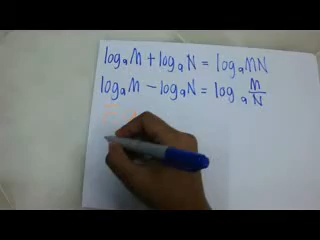 logₐM + logₐN = logₐMN
logₐM − logₐN = logₐ M/N